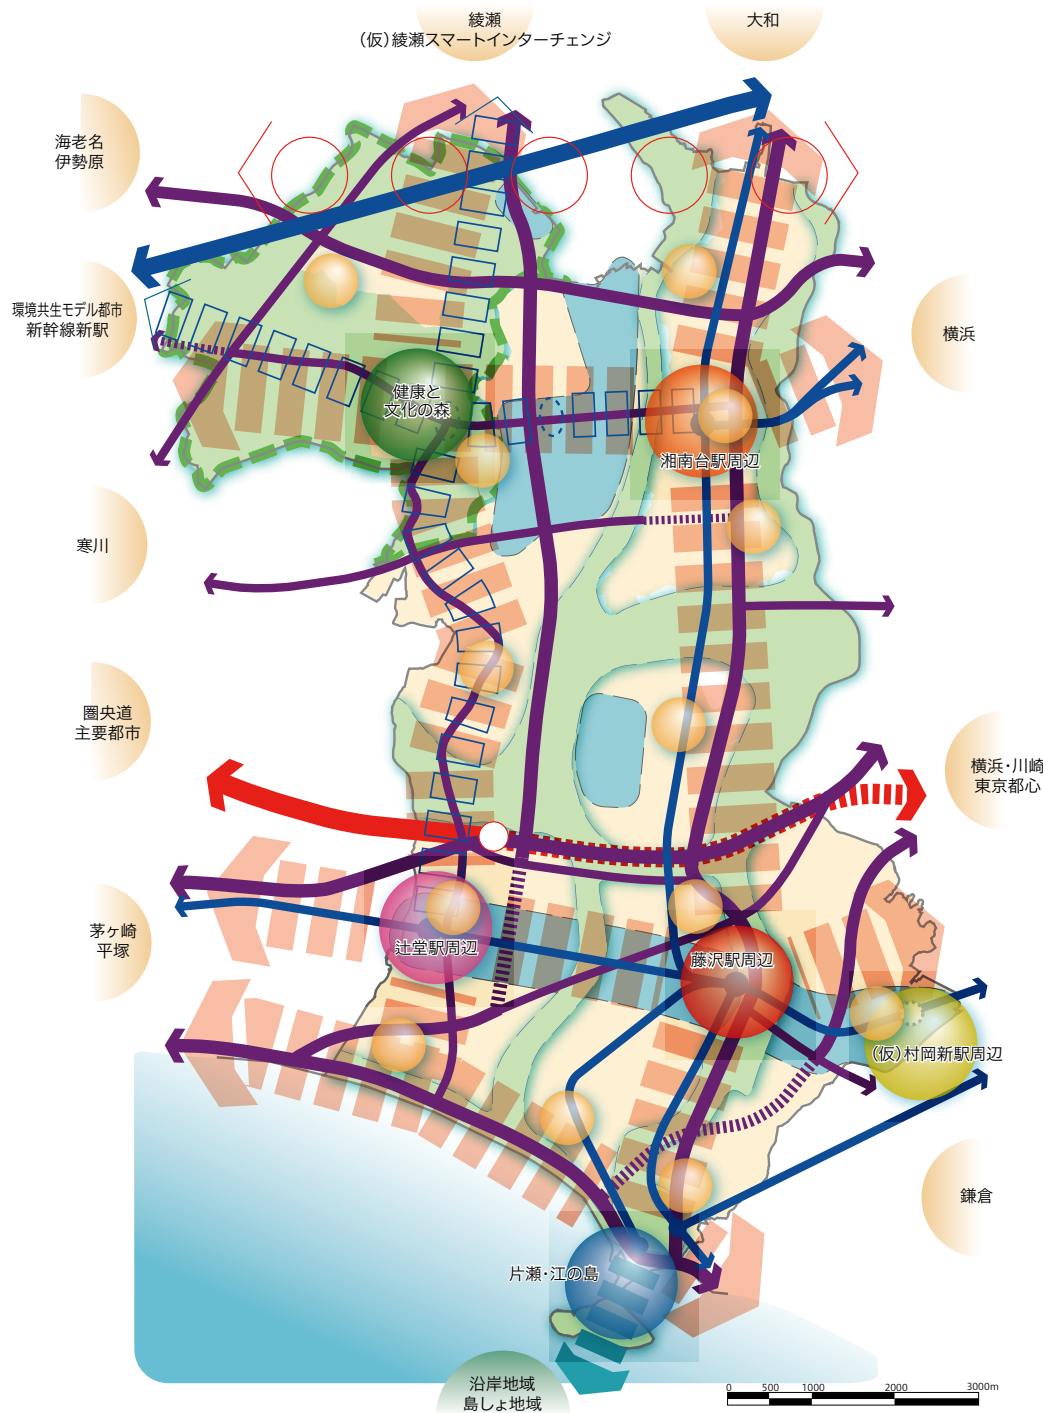 綾瀬
(仮)綾瀬スマートインターチェンジ
大和
海老名
伊勢原
環境共生モデル都市
新幹線新駅
横浜
健康と
文化の森
湘南台駅周辺
寒川
圏央道
主要都市
横浜・川崎
東京都心
茅ヶ崎
平塚
辻堂駅周辺
藤沢駅周辺
(仮)村岡新駅周辺
鎌倉
片瀬・江の島
沿岸地域
島しょ地域
0 500 1000 2000 3000m